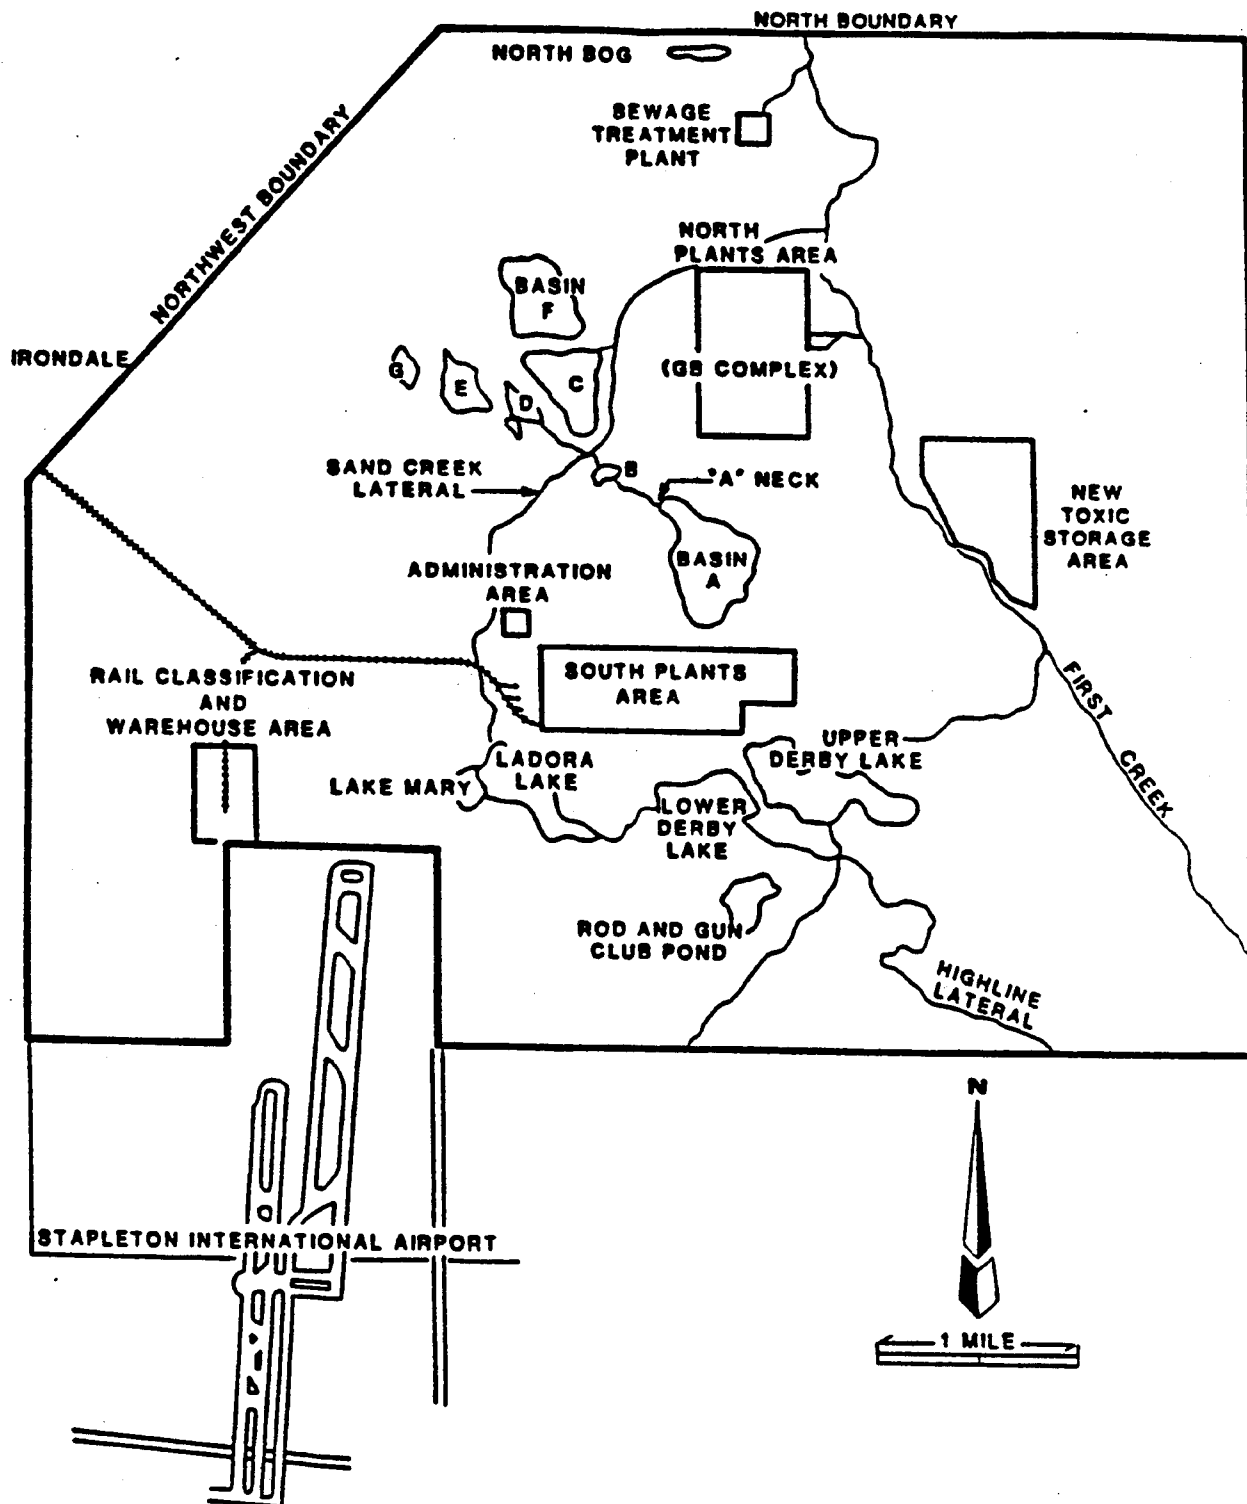 NORTH BOUNDARY
NORTH BOG
SEWAGE
TREATMENT
PLANT
NORTHWEST BOUNDARY
NORTH
PLANTS AREA
BASIN
F
IRONDALE
G
E
D
C
(GB COMPLEX)
SAND CREEK
LATERAL
B
"A" NECK
NEW
TOXIC
STORAGE
AREA
BASIN
A
ADMINISTRATION
AREA
RAIL CLASSIFICATION
AND
WAREHOUSE AREA
SOUTH PLANTS
AREA
FIRST CREEK
UPPER
DERBY LAKE
LADORA
LAKE
LAKE MARY
LOWER
DERBY
LAKE
ROD AND GUN
CLUB POND
HIGHLINE
LATERAL
N
STAPLETON INTERNATIONAL AIRPORT
1 MILE